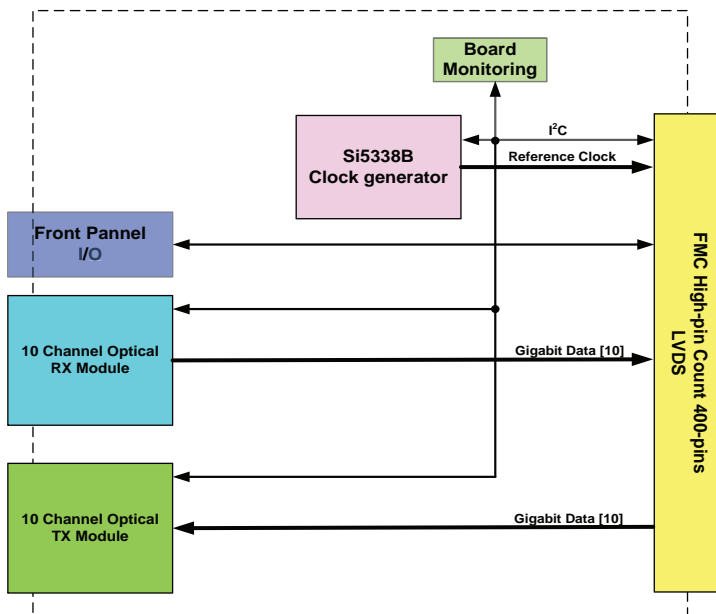 Board
Monitoring
Si5338B
Clock generator
I²C
Reference Clock
Front Pannel
I/O
10 Channel Optical
RX Module
Gigabit Data [10]
10 Channel Optical
TX Module
Gigabit Data [10]
FMC High-pin Count 400-pins
LVDS